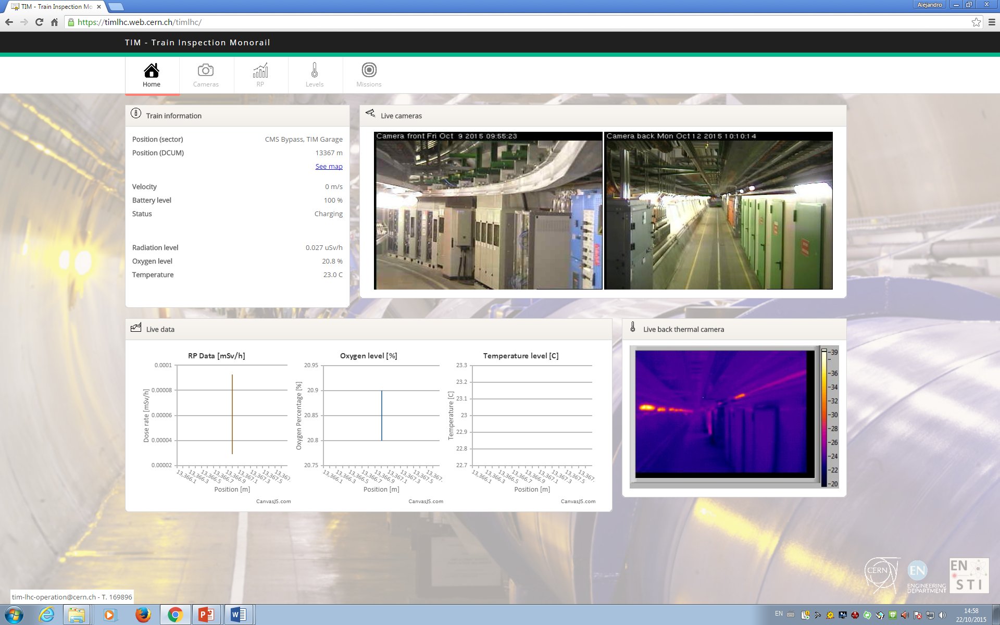 TIM - Train Inspection Mo
Alejandro
https://timlhc.web.cern.ch/timlhc/
TIM - Train Inspection Monorail
Home
Cameras
RP
Levels
Missions
Train information
Position (sector) CMS Bypass, TIM Garage
Position (DCUM) 13367 m
See map
Velocity 0 m/s
Battery level 100 %
Status Charging
Radiation level 0.027 uSv/h
Oxygen level 20.8 %
Temperature 23.0 C
Live cameras
Camera front Fri Oct 9 2015 09:55:23
Camera back Mon Oct 12 2015 10:10:14
Live data
RP Data [mSv/h]
0.0001
0.00008
0.00006
0.00004
0.00002
Dose rate [mSv/h]
13,366.1
13,366.3
13,366.5
13,366.7
13,366.9
13,367.1
13,367.3
13,367.5
13,367.
Position [m]
CanvasJS.com
Oxygen level [%]
20.95
20.9
20.85
20.8
20.75
Oxygen Percentage [%]
13,366.1
13,366.3
13,366.5
13,366.7
13,366.9
13,367.1
13,367.3
13,367.5
13,367.
Position [m]
CanvasJS.com
Temperature level [C]
23.3
23.2
23.1
23
22.9
22.8
22.7
Temperature [C]
13,366.1
13,366.3
13,366.5
13,366.7
13,366.9
13,367.1
13,367.3
13,367.5
13,367.
Position [m]
CanvasJS.com
Live back thermal camera
39
36
34
32
30
28
26
24
22
20
CERN
EN
ENGINEERING
DEPARTMENT
EN
STI
tim-lhc-operation@cern.ch - T. 169896
EN
14:58
22/10/2015